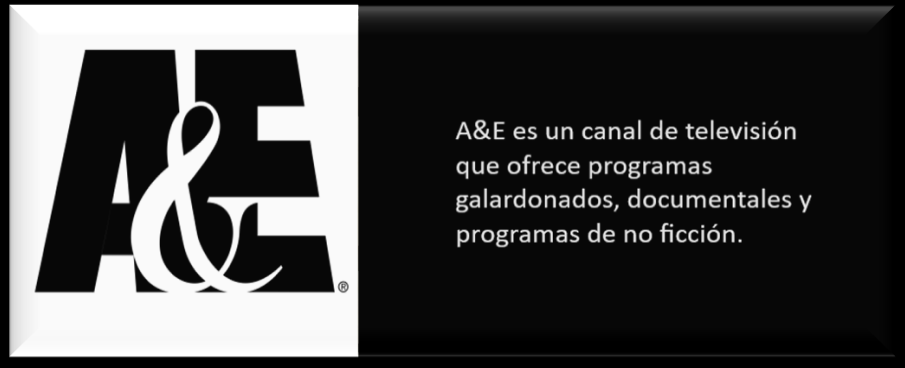 A&E
®
A&E es un canal de televisión
que ofrece programas
galardonados, documentales y
programas de no ficción.